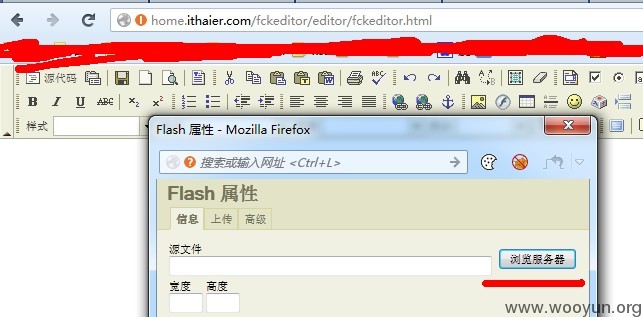 home.ithaier.com/fckeditor/editor/fckeditor.html
源代码
B I U ABC x₂ x²
样式
Flash 属性 - Mozilla Firefox
搜索或输入网址 <Ctrl+L>
Flash 属性
信息 上传 高级
源文件
浏览服务器
宽度 高度
www.wooyun.org